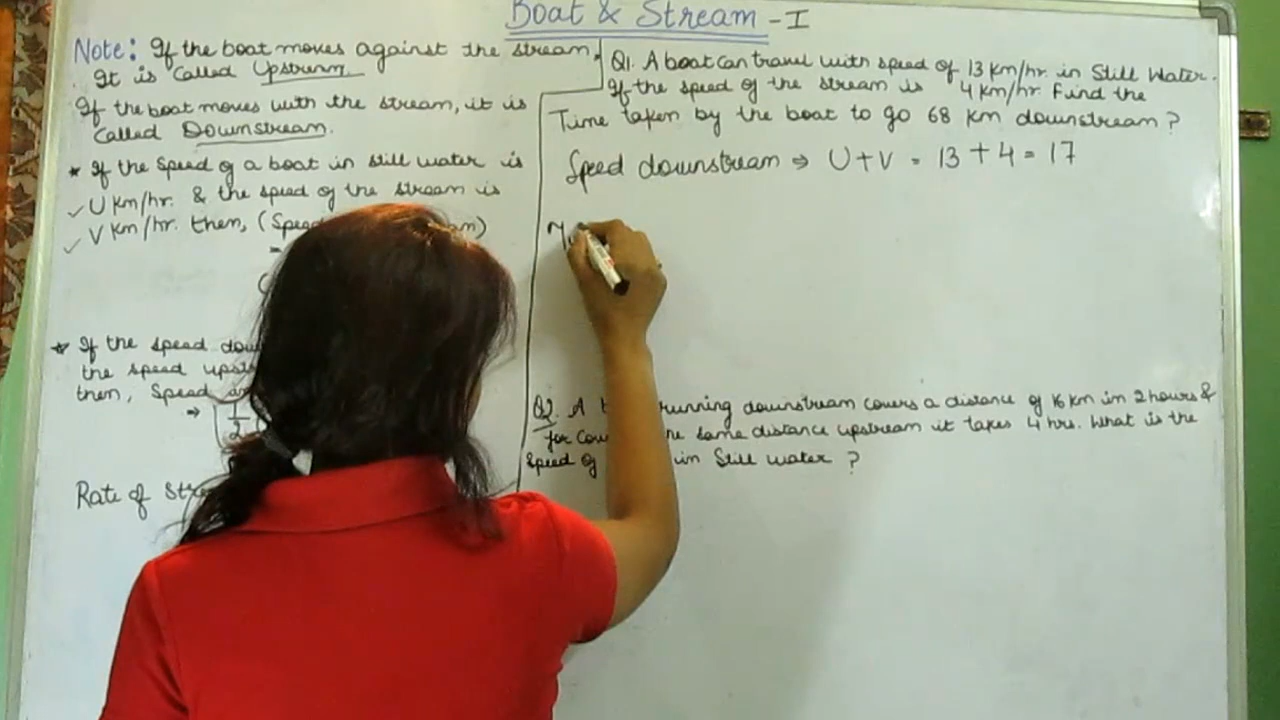 Boat & Stream - I
Note: If the boat moves against the stream,
It is called Upstream
If the boat moves with the stream, it is
called Downstream.
* If the Speed of a boat in still water is
✓ U km/hr. & the speed of the stream is
✓ V km/hr. then, (
* If the speed
the speed
then, Speed
→ 1/2
Rate of
Q1. A boat can travel with speed of 13 km/hr. in Still Water.
If the speed of the stream is 4 km/hr. Find the
Time taken by the boat to go 68 km downstream?
Speed downstream ⇒ U+V = 13 + 4 = 17
Q2. A running downstream covers a distance of 16 km in 2 hours &
for same distance upstream it takes 4 hrs. What is the
Speed of in Still water ?